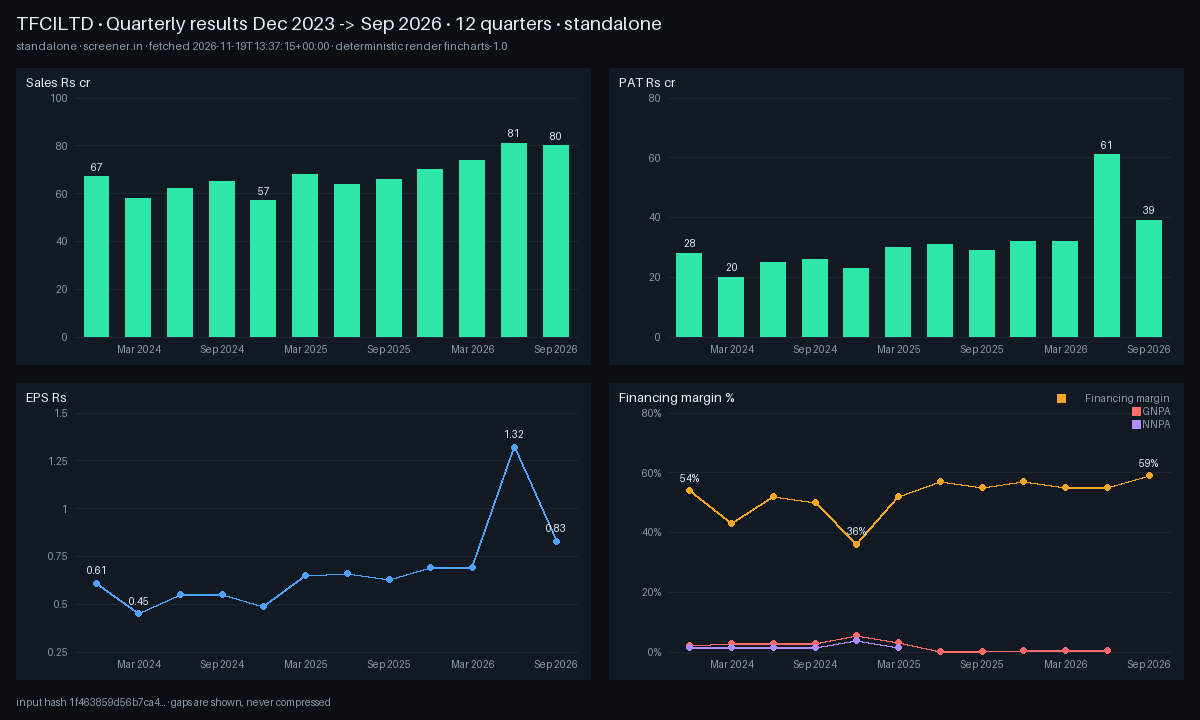 TFCILTD · Quarterly results Dec 2023 -> Sep 2026 · 12 quarters · standalone
standalone · screener.in · fetched 2026-11-19T13:37:15+00:00 · deterministic render fincharts-1.0
Sales Rs cr
100
80
60
40
20
0
67
57
81
80
Mar 2024
Sep 2024
Mar 2025
Sep 2025
Mar 2026
Sep 2026
PAT Rs cr
80
60
40
20
0
28
20
61
39
Mar 2024
Sep 2024
Mar 2025
Sep 2025
Mar 2026
Sep 2026
EPS Rs
1.5
1.25
1
0.75
0.5
0.25
0.61
0.45
1.32
0.83
Mar 2024
Sep 2024
Mar 2025
Sep 2025
Mar 2026
Sep 2026
Financing margin %
Financing margin
GNPA
NNPA
80%
60%
40%
20%
0%
54%
36%
59%
Mar 2024
Sep 2024
Mar 2025
Sep 2025
Mar 2026
Sep 2026
input hash 1f463859d56b7ca4… · gaps are shown, never compressed